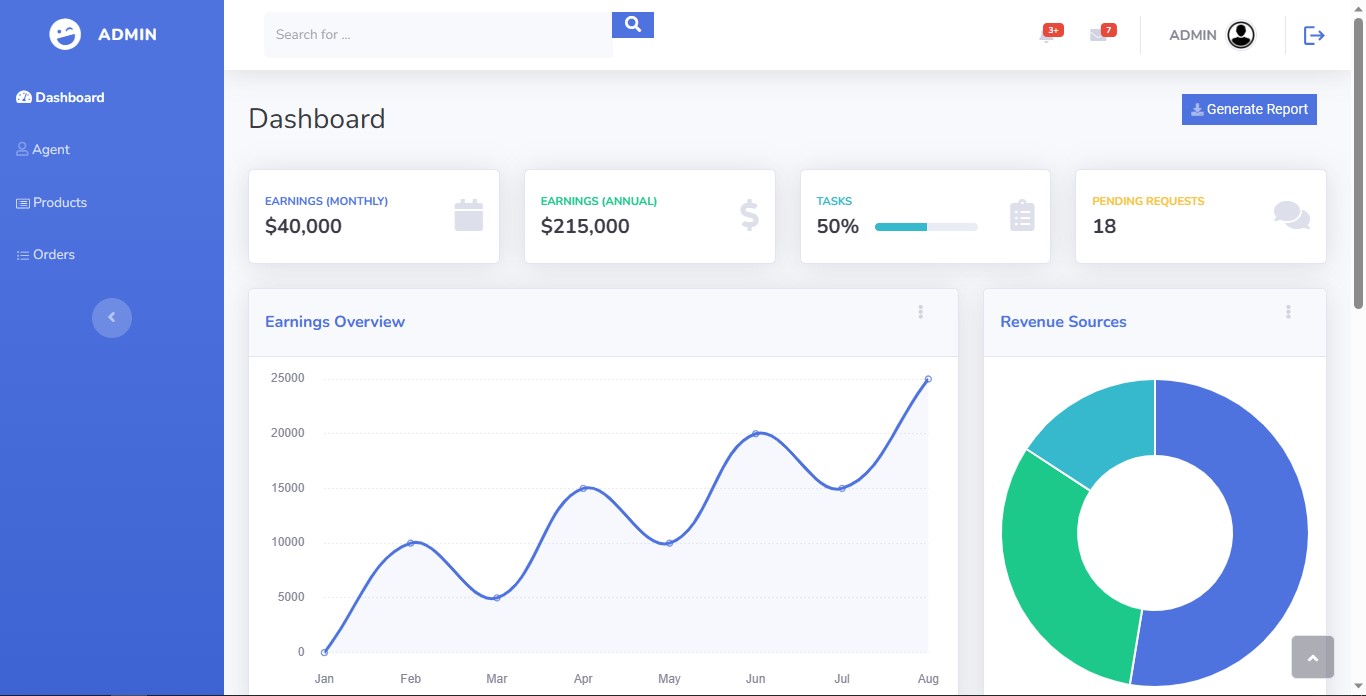 ADMIN
Dashboard
Agent
Products
Orders
Search for ...
3+
7
ADMIN
Dashboard
Generate Report
EARNINGS (MONTHLY)
$40,000
EARNINGS (ANNUAL)
$215,000
TASKS
50%
PENDING REQUESTS
18
Earnings Overview
25000
20000
15000
10000
5000
0
Jan Feb Mar Apr May Jun Jul Aug
Revenue Sources